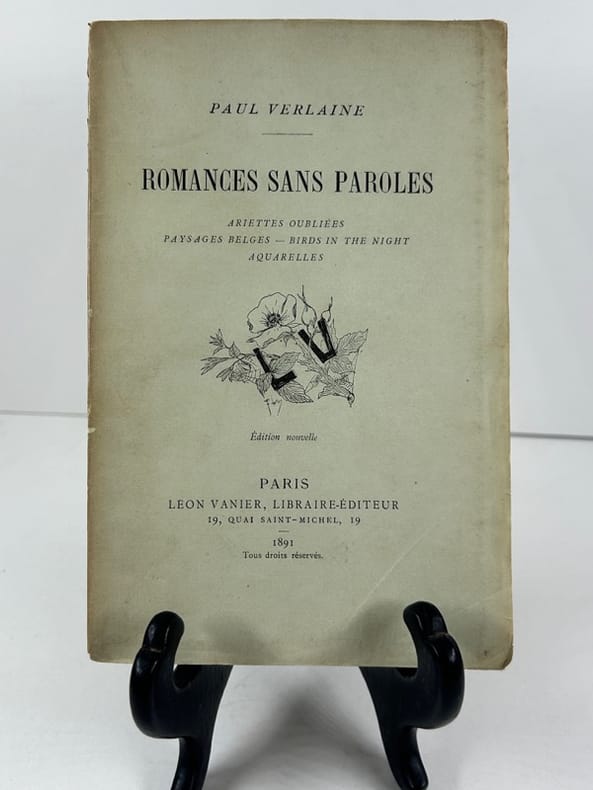 PAUL VERLAINE
ROMANCES SANS PAROLES
ARIETTES OUBLIÉES
PAYSAGES BELGES — BIRDS IN THE NIGHT
AQUARELLES
L V
Édition nouvelle
PARIS
LÉON VANIER, LIBRAIRE-ÉDITEUR
19, QUAI SAINT-MICHEL, 19
1891
Tous droits réservés.